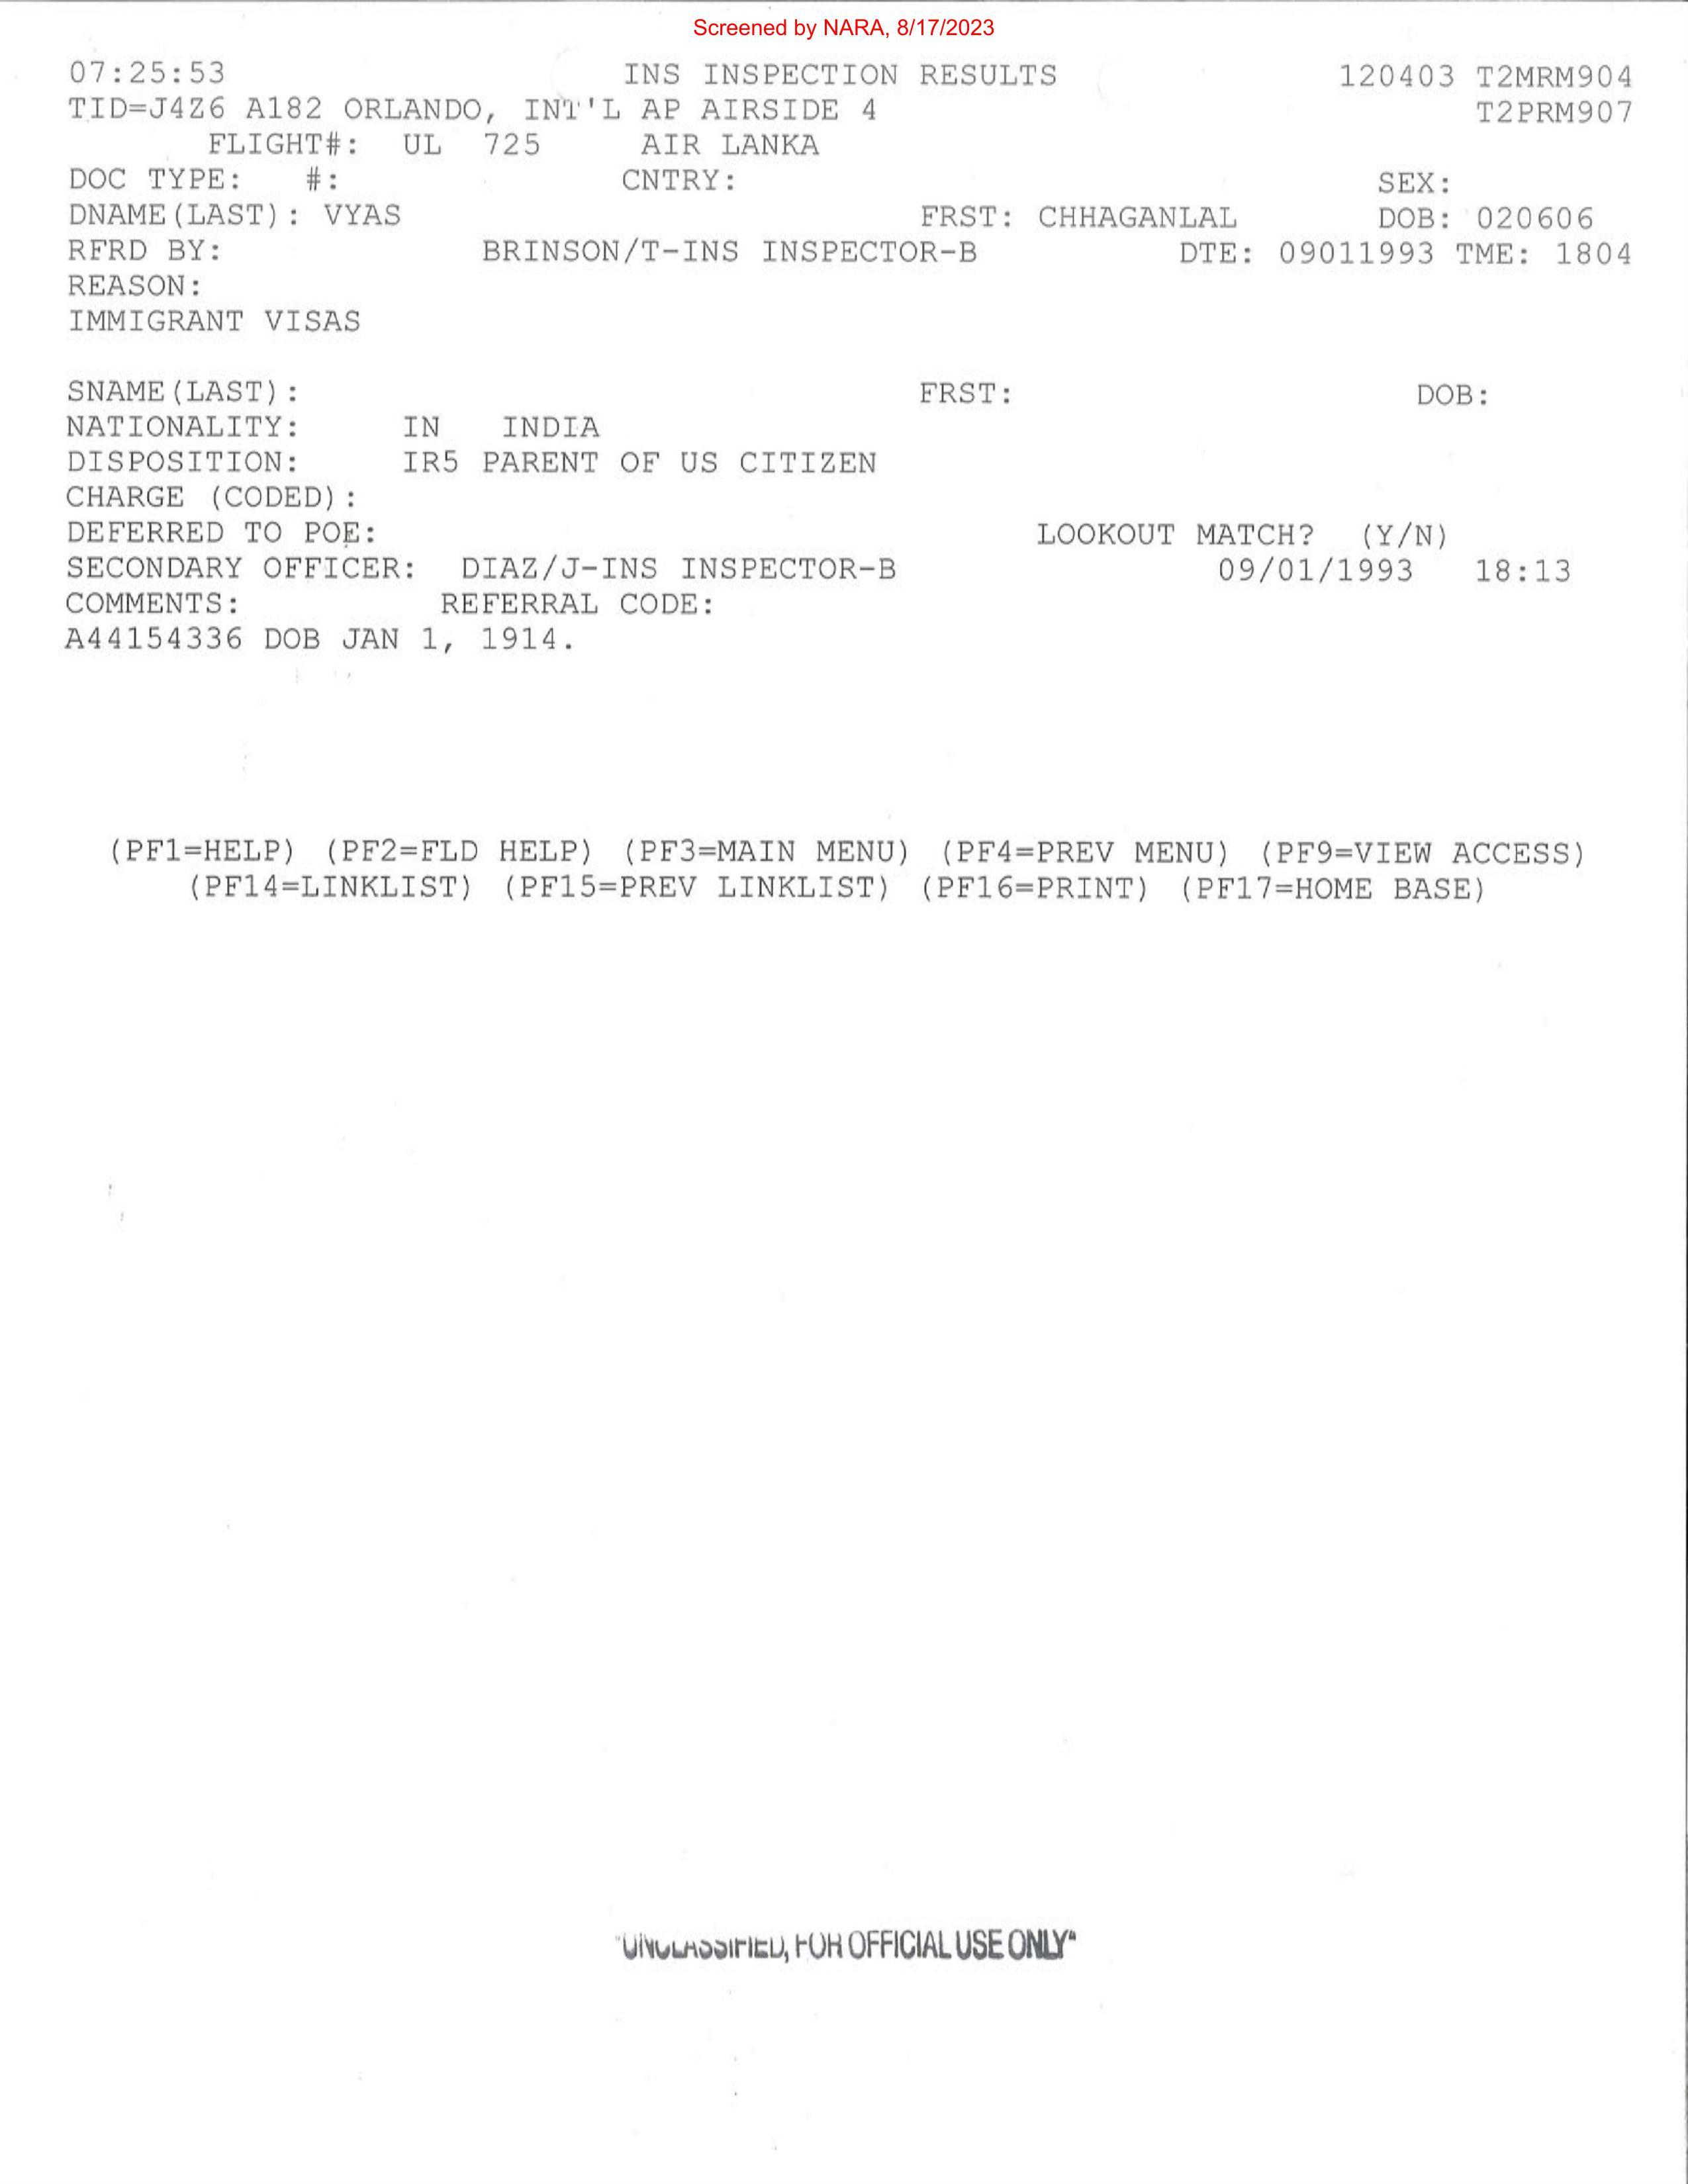 Screened by NARA, 8/17/2023
07:25:53 INS INSPECTION RESULTS 120403 T2MRM904
TID=J4Z6 A182 ORLANDO, INT'L AP AIRSIDE 4 T2PRM907
FLIGHT#: UL 725 AIR LANKA
DOC TYPE: #: CNTRY: SEX:
DNAME(LAST): VYAS FRST: CHHAGANLAL DOB: 020606
RFRD BY: BRINSON/T-INS INSPECTOR-B DTE: 09011993 TME: 1804
REASON:
IMMIGRANT VISAS
SNAME(LAST): FRST: DOB:
NATIONALITY: IN INDIA
DISPOSITION: IR5 PARENT OF US CITIZEN
CHARGE (CODED):
DEFERRED TO POE: LOOKOUT MATCH? (Y/N)
SECONDARY OFFICER: DIAZ/J-INS INSPECTOR-B 09/01/1993 18:13
COMMENTS: REFERRAL CODE:
A44154336 DOB JAN 1, 1914.
(PF1=HELP) (PF2=FLD HELP) (PF3=MAIN MENU) (PF4=PREV MENU) (PF9=VIEW ACCESS)
(PF14=LINKLIST) (PF15=PREV LINKLIST) (PF16=PRINT) (PF17=HOME BASE)
"UNCLASSIFIED, FOR OFFICIAL USE ONLY"